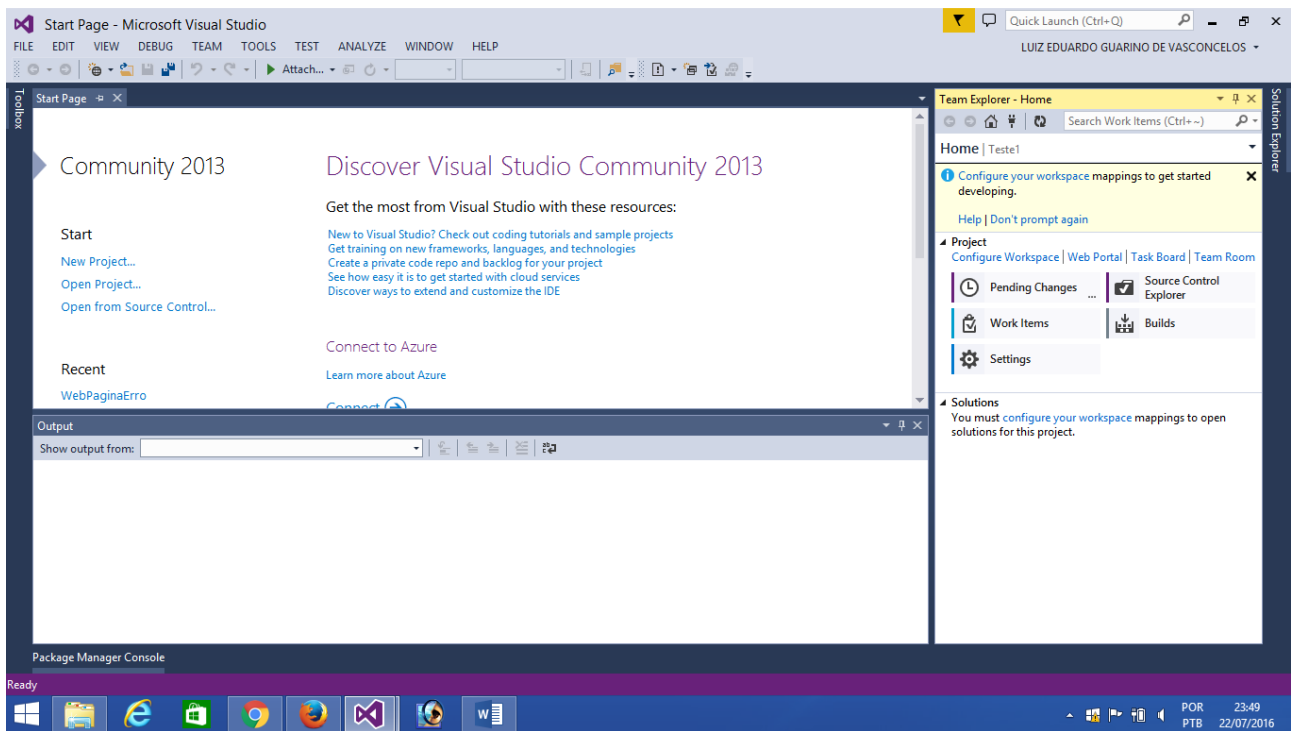 Start Page - Microsoft Visual Studio
Quick Launch (Ctrl+Q)
FILE EDIT VIEW DEBUG TEAM TOOLS TEST ANALYZE WINDOW HELP
LUIZ EDUARDO GUARINO DE VASCONCELOS
Attach...
Toolbox
Start Page
Community 2013
Start
New Project...
Open Project...
Open from Source Control...
Recent
WebPaginaErro
Discover Visual Studio Community 2013
Get the most from Visual Studio with these resources:
New to Visual Studio? Check out coding tutorials and sample projects
Get training on new frameworks, languages, and technologies
Create a private code repo and backlog for your project
See how easy it is to get started with cloud services
Discover ways to extend and customize the IDE
Connect to Azure
Learn more about Azure
Connect
Output
Show output from:
Package Manager Console
Ready
Team Explorer - Home
Search Work Items (Ctrl+~)
Home | Teste1
Configure your workspace mappings to get started
developing.
Help | Don't prompt again
Project
Configure Workspace | Web Portal | Task Board | Team Room
Pending Changes ...
Source Control
Explorer
Work Items
Builds
Settings
Solutions
You must configure your workspace mappings to open
solutions for this project.
Solution Explorer
POR
PTB
23:49
22/07/2016